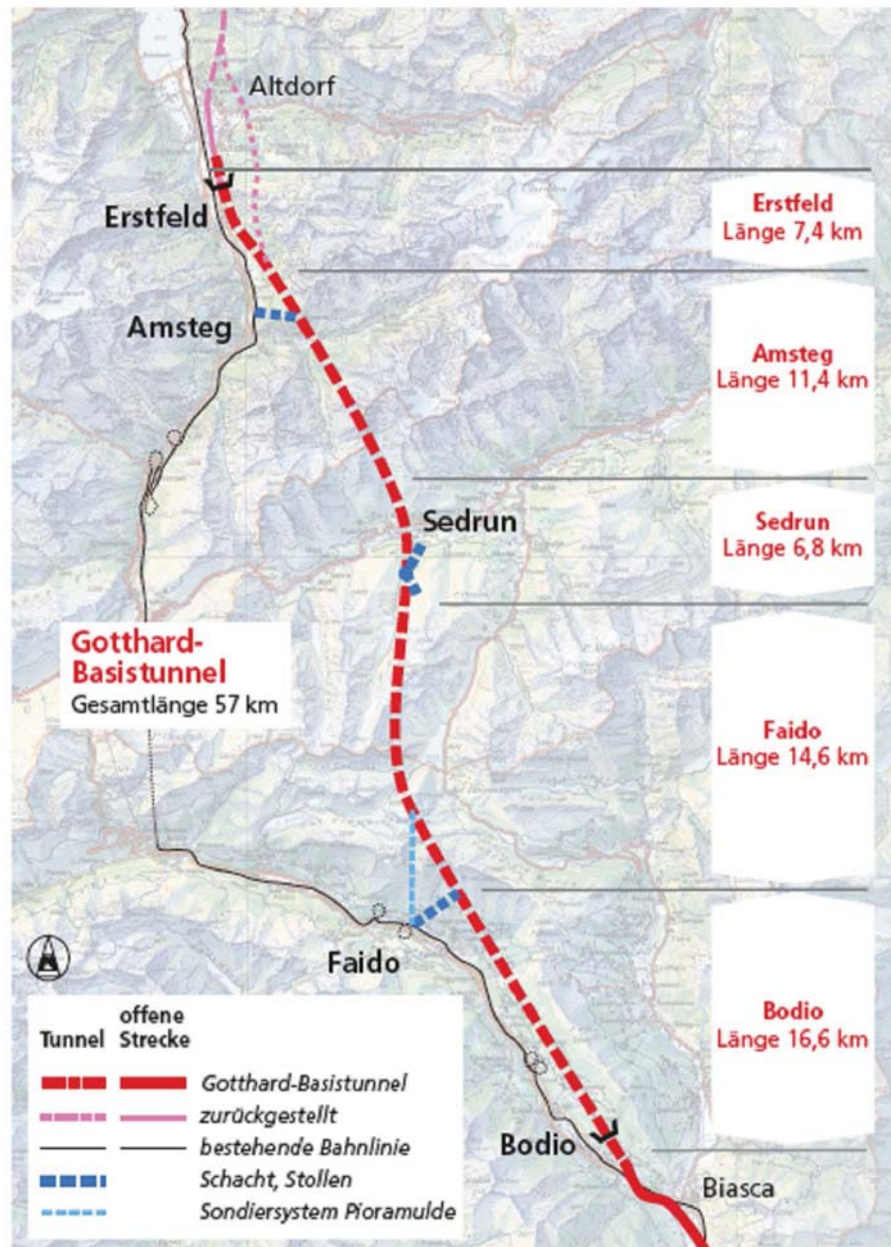 Altdorf
Erstfeld
Erstfeld
Länge 7,4 km
Amsteg
Amsteg
Länge 11,4 km
Sedrun
Sedrun
Länge 6,8 km
Gotthard-
Basistunnel
Gesamtlänge 57 km
Faido
Länge 14,6 km
Faido
Bodio
Länge 16,6 km
Bodio
Biasca
Tunnel offene Strecke
Gotthard-Basistunnel
zurückgestellt
bestehende Bahnlinie
Schacht, Stollen
Sondiersystem Pioramulde